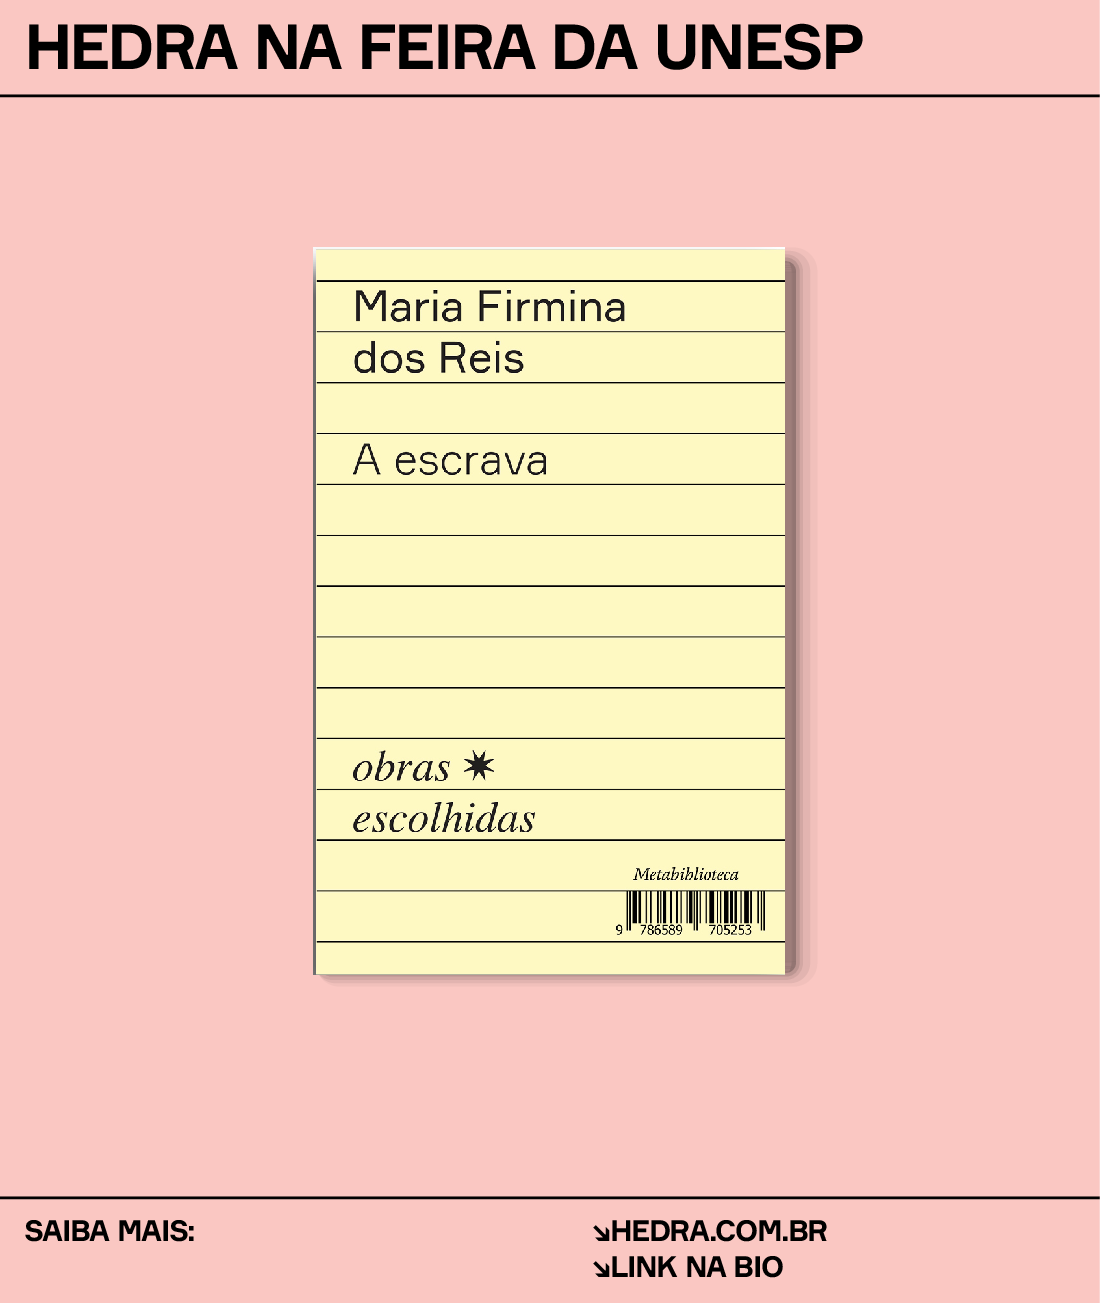 HEDRA NA FEIRA DA UNESP
Maria Firmina
dos Reis
A escrava
obras ✷
escolhidas
Metabiblioteca
9 786589 705253
SAIBA MAIS:
↘HEDRA.COM.BR
↘LINK NA BIO